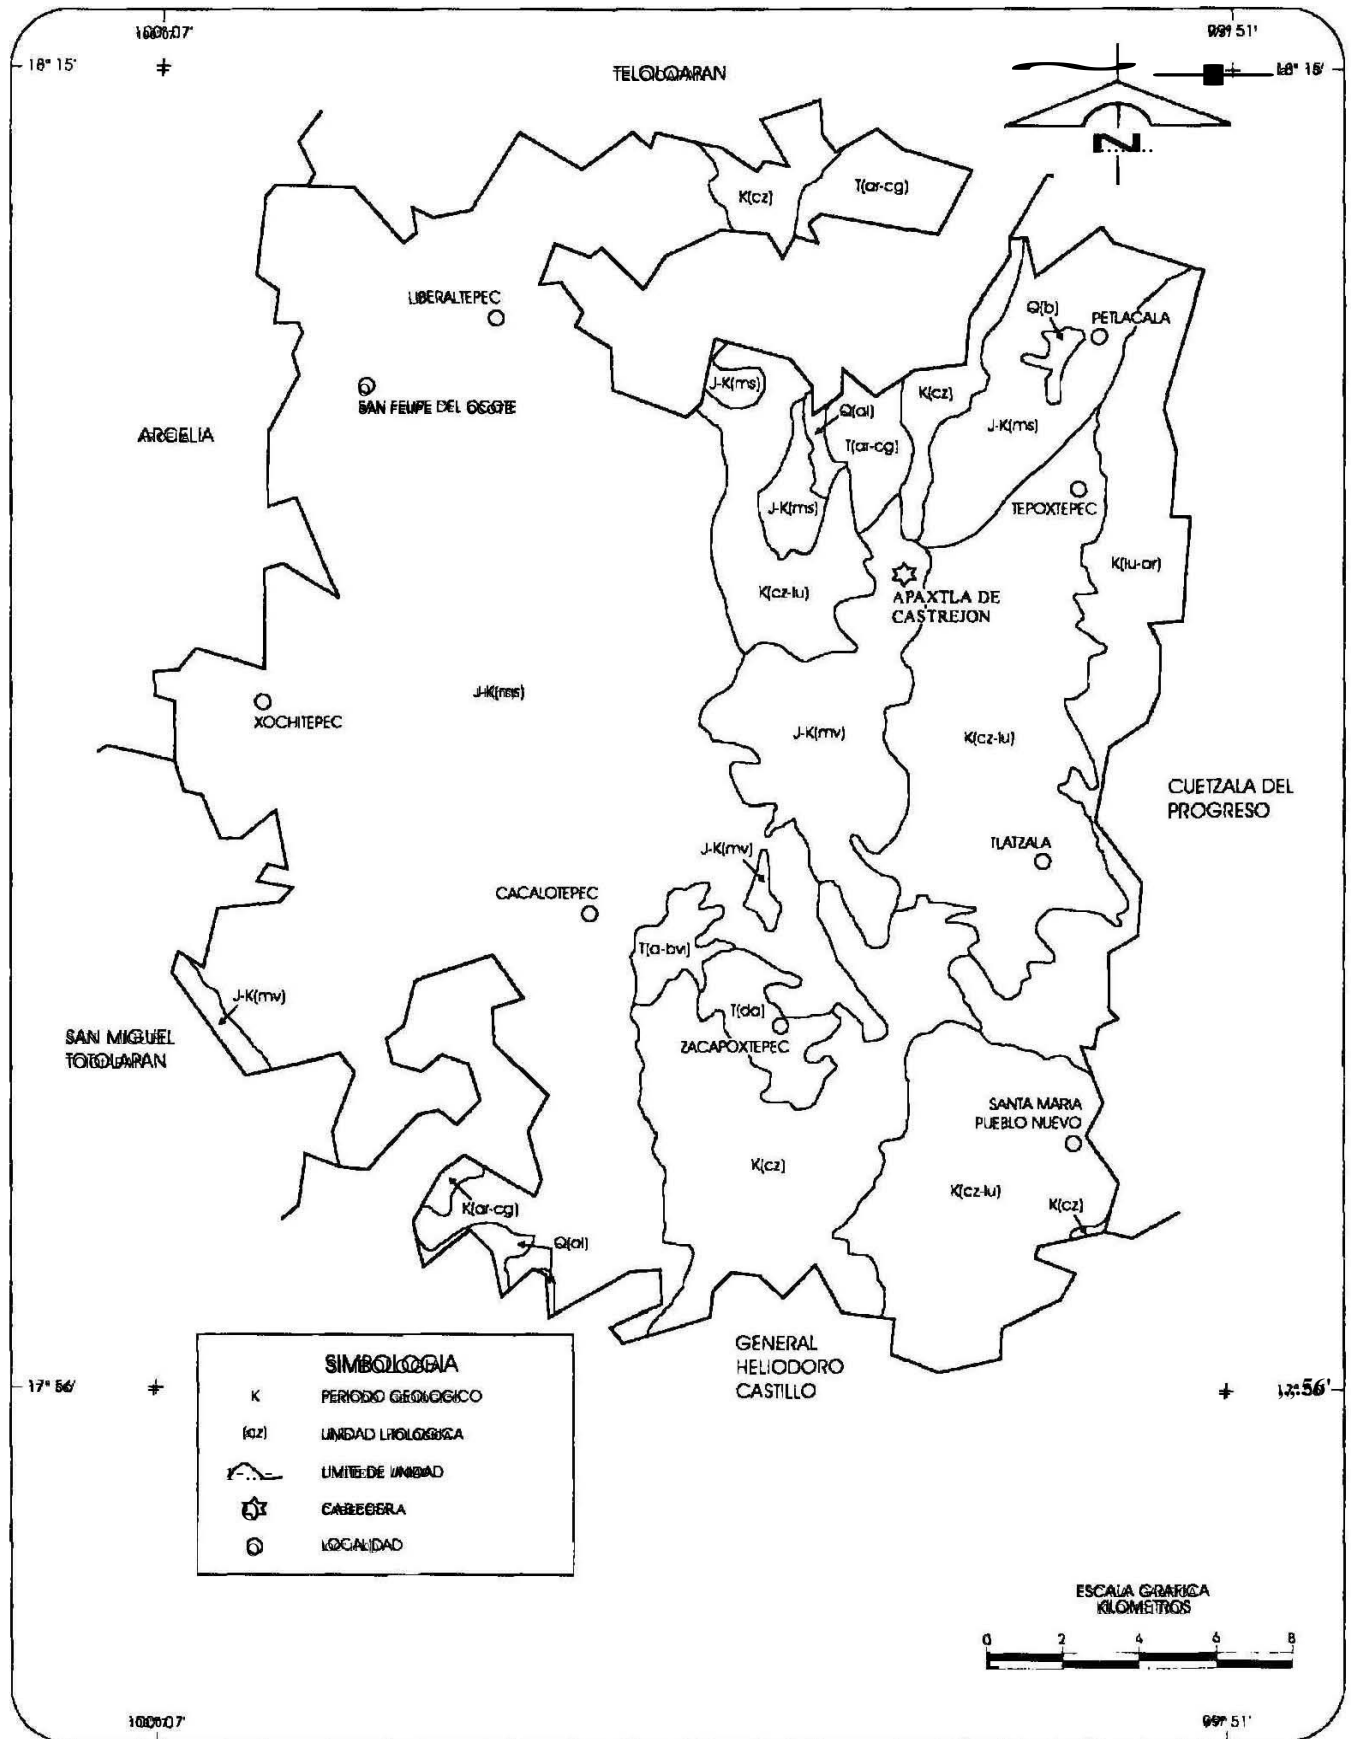 100°07'
99°51'
18° 15'
18° 15'
TELOLOAPAN
N
K(cz)
T(ar-cg)
LIBERALTEPEC
Q(b)
PETLACALA
J-K(ms)
K(cz)
SAN FELIPE DEL OCOTE
Q(al)
J-K(ms)
ARCELIA
T(ar-cg)
J-K(ms)
TEPOXTEPEC
K(lu-ar)
K(cz-lu)
APAXTLA DE
CASTREJON
J-K(ms)
XOCHITEPEC
J-K(mv)
K(cz-lu)
CUETZALA DEL
PROGRESO
J-K(mv)
TLATZALA
CACALOTEPEC
T(a-bvi)
J-K(mv)
T(da)
SAN MIGUEL
TOTOLAPAN
ZACAPOXTEPEC
SANTA MARIA
PUEBLO NUEVO
K(cz)
K(cz-lu)
K(ar-cg)
K(cz)
Q(al)
GENERAL
HELIODORO
CASTILLO
SIMBOLOGIA
17° 56'
17° 56'
K PERIODO GEOLOGICO
(cz) UNIDAD LITOLOGICA
LIMITE DE UNIDAD
CABECERA
LOCALIDAD
ESCALA GRAFICA
KILOMETROS
0 2 4 6 8
100°07'
99° 51'